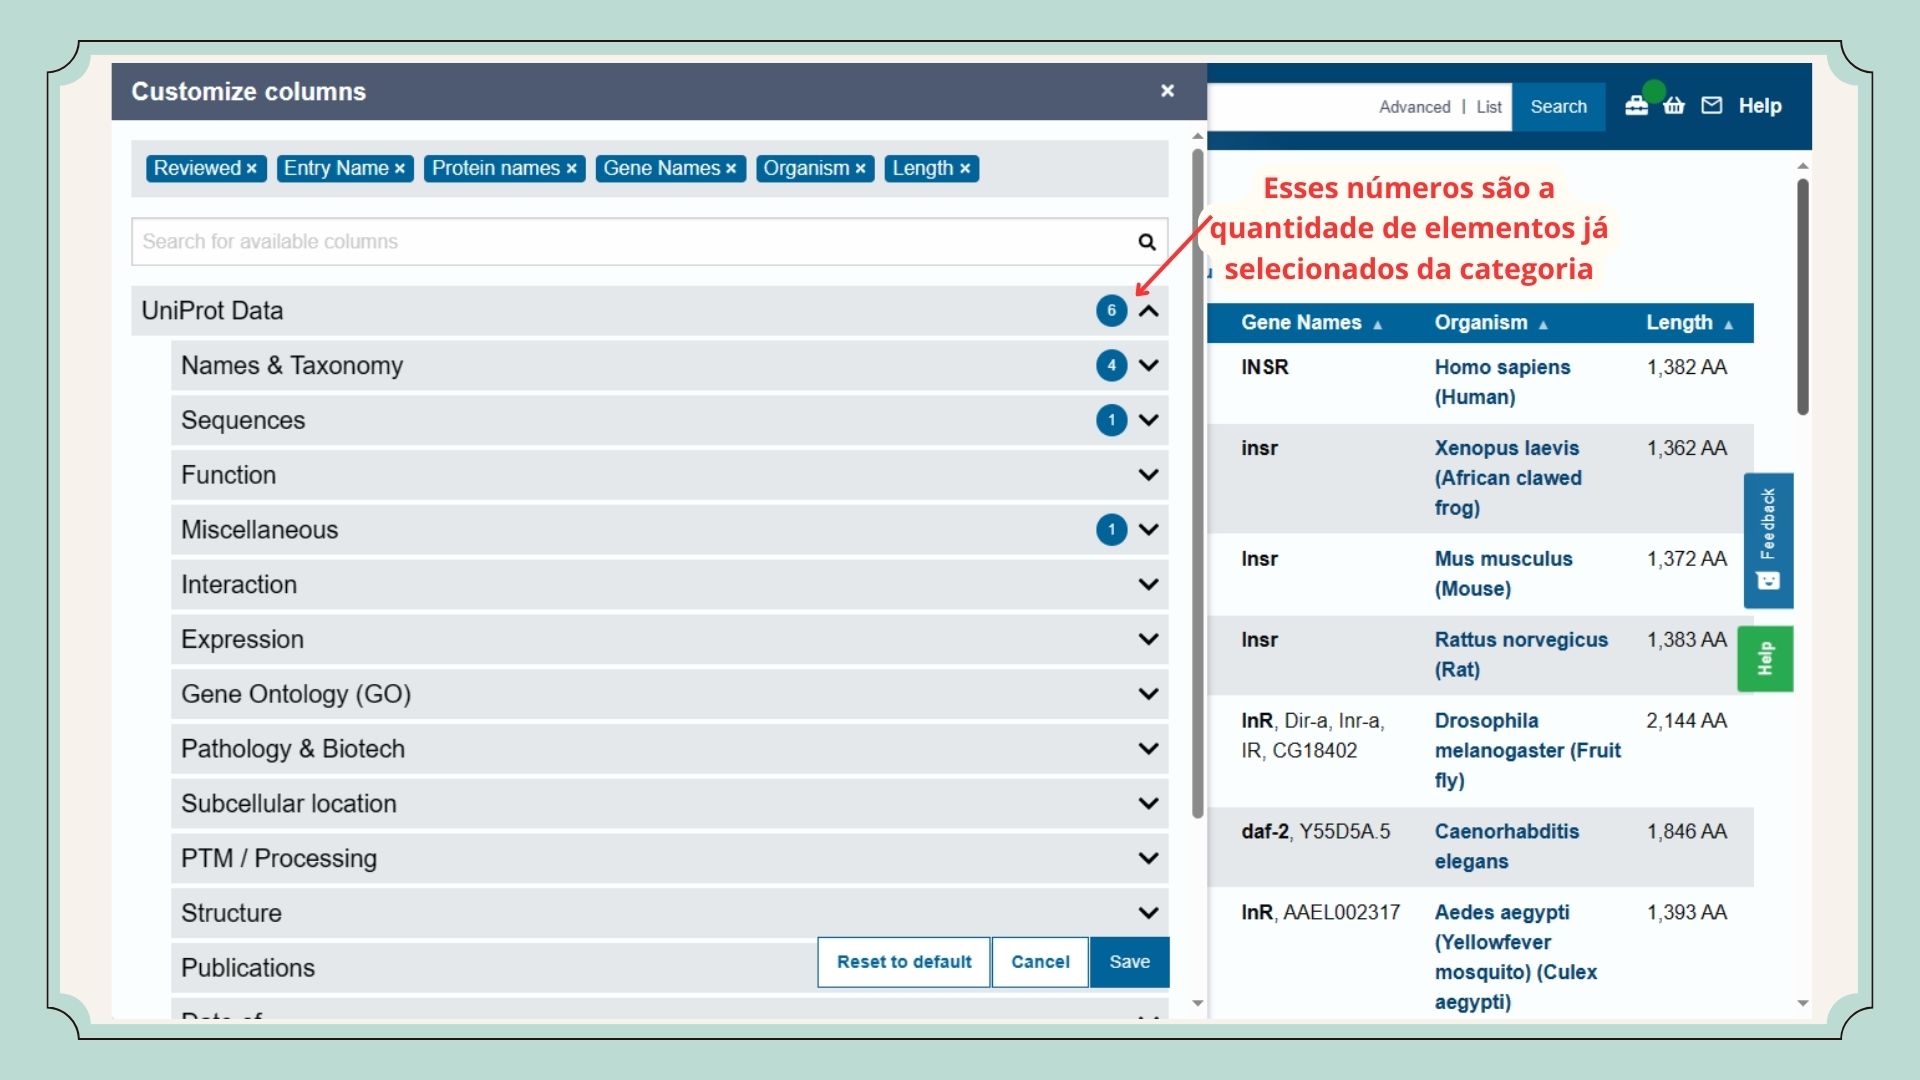 Customize columns ×
Reviewed × Entry Name × Protein names × Gene Names × Organism × Length ×
Search for available columns
UniProt Data 6
Names & Taxonomy 4
Sequences 1
Function
Miscellaneous 1
Interaction
Expression
Gene Ontology (GO)
Pathology & Biotech
Subcellular location
PTM / Processing
Structure
Publications
Reset to default Cancel Save
Advanced | List Search Help
Esses números são a
quantidade de elementos já
selecionados da categoria
Gene Names Organism Length
INSR Homo sapiens 1,382 AA
(Human)
insr Xenopus laevis 1,362 AA
(African clawed
frog)
Insr Mus musculus 1,372 AA
(Mouse)
Insr Rattus norvegicus 1,383 AA
(Rat)
InR, Dir-a, Inr-a, Drosophila 2,144 AA
IR, CG18402 melanogaster (Fruit
fly)
daf-2, Y55D5A.5 Caenorhabditis 1,846 AA
elegans
InR, AAEL002317 Aedes aegypti 1,393 AA
(Yellowfever
mosquito) (Culex
aegypti)
Feedback
Help